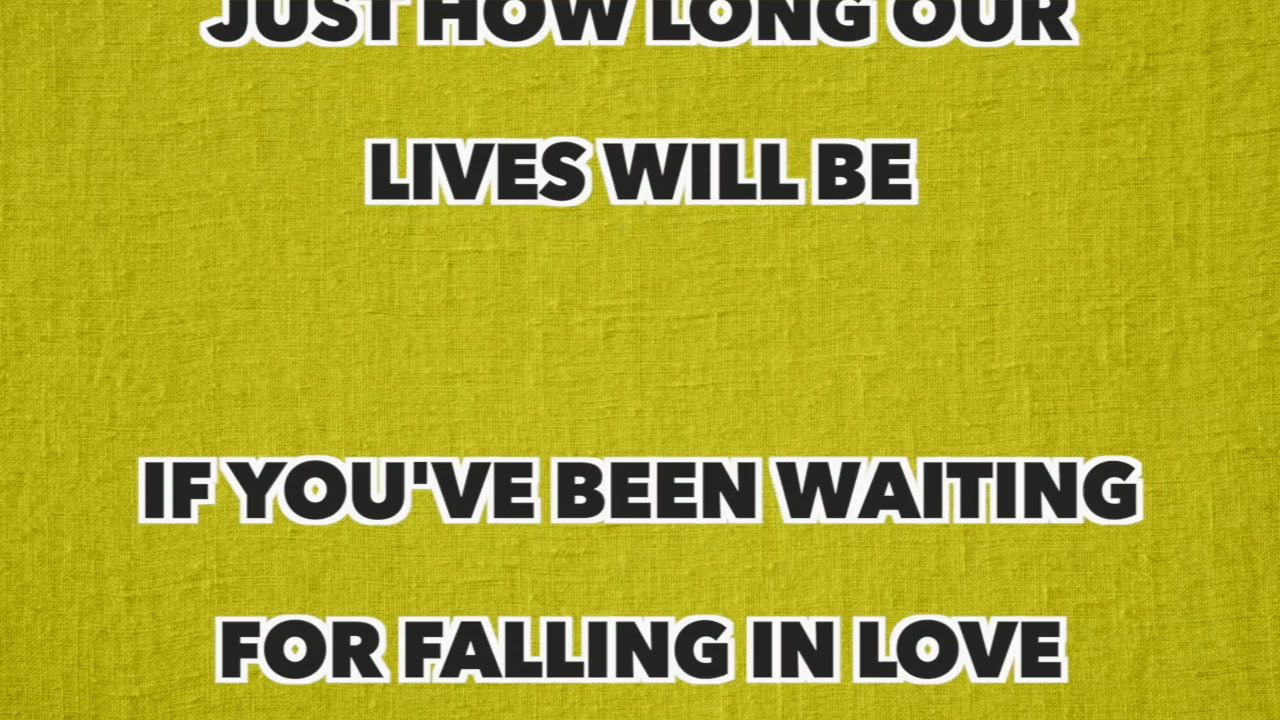 JUST HOW LONG OUR
LIVES WILL BE
IF YOU'VE BEEN WAITING
FOR FALLING IN LOVE